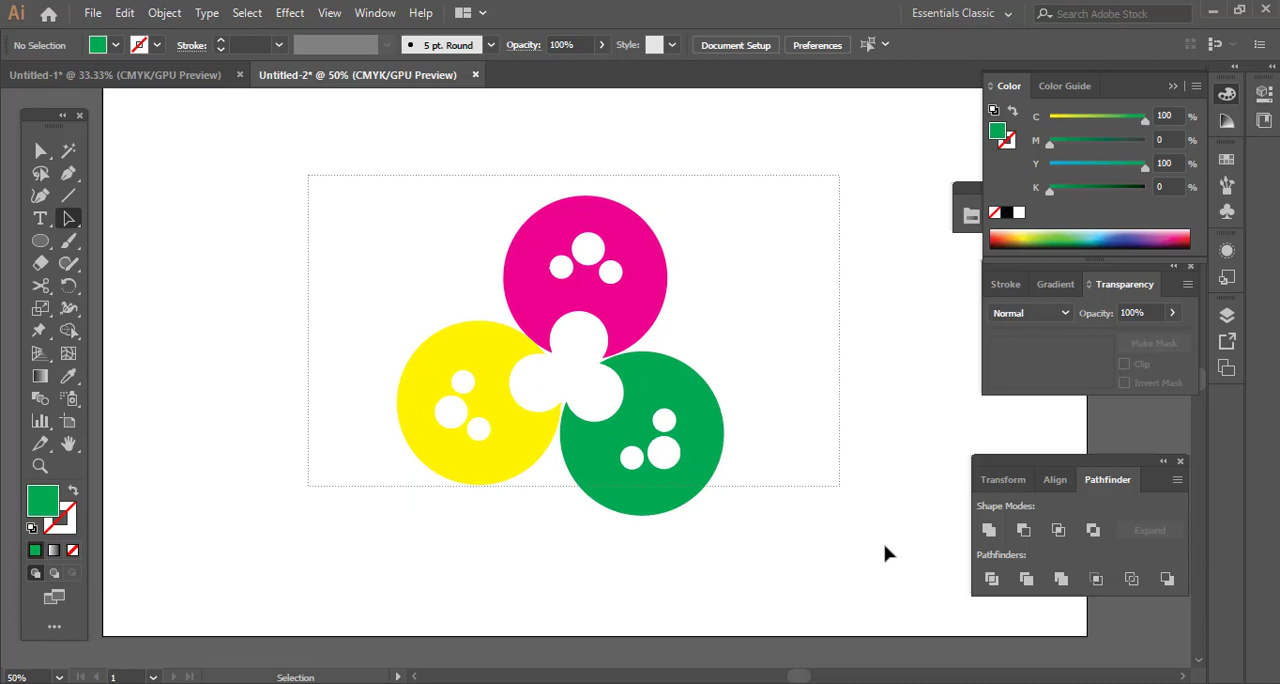 Ai File Edit Object Type Select Effect View Window Help Essentials Classic Search Adobe Stock
No Selection Stroke: 5 pt. Round Opacity: 100% Style: Document Setup Preferences
Untitled-1* @ 33.33% (CMYK/GPU Preview) Untitled-2* @ 50% (CMYK/GPU Preview)
Color Color Guide
C 100 %
M 0 %
Y 100 %
K 0 %
Stroke Gradient Transparency
Normal Opacity: 100%
Make Mask
Clip
Invert Mask
Transform Align Pathfinder
Shape Modes:
Expand
Pathfinders:
50% 1 Selection